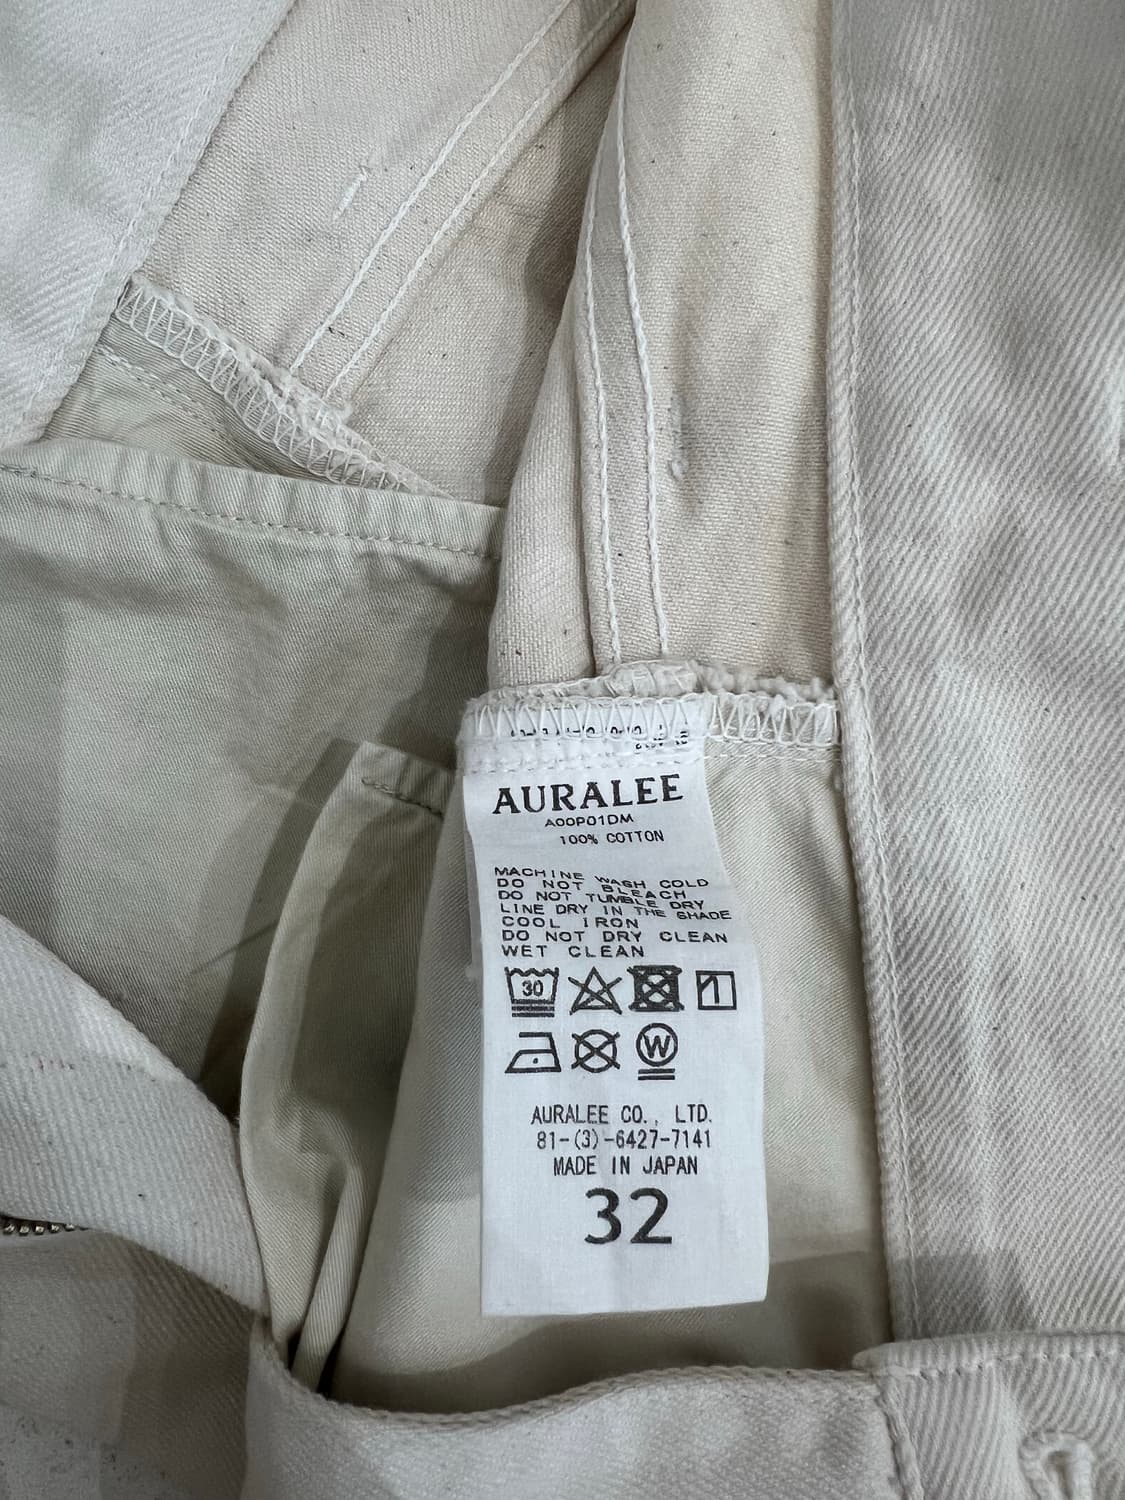 AURALEE
A00P01DM
100% COTTON
MACHINE WASH COLD
DO NOT BLEACH
DO NOT TUMBLE DRY
LINE DRY IN THE SHADE
COOL IRON
DO NOT DRY CLEAN
WET CLEAN
30
W
AURALEE CO., LTD.
81-(3)-6427-7141
MADE IN JAPAN
32